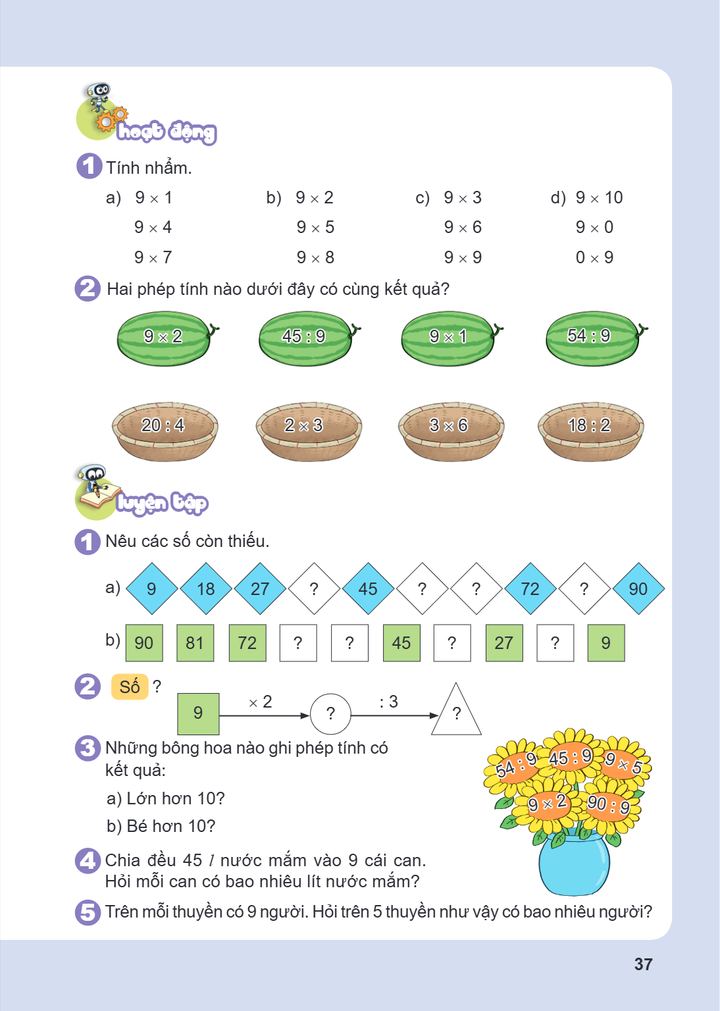 hoạt động
1 Tính nhẩm.
a) 9 × 1 b) 9 × 2 c) 9 × 3 d) 9 × 10
9 × 4 9 × 5 9 × 6 9 × 0
9 × 7 9 × 8 9 × 9 0 × 9
2 Hai phép tính nào dưới đây có cùng kết quả?
9 × 2 45 : 9 9 × 1 54 : 9
20 : 4 2 × 3 3 × 6 18 : 2
luyện tập
1 Nêu các số còn thiếu.
a) 9 18 27 ? 45 ? ? 72 ? 90
b) 90 81 72 ? ? 45 ? 27 ? 9
2 Số ?
9 × 2 ? : 3 ?
3 Những bông hoa nào ghi phép tính có
kết quả:
a) Lớn hơn 10?
b) Bé hơn 10?
54 : 9 45 : 9 9 × 5
9 × 2 90 : 9
4 Chia đều 45 l nước mắm vào 9 cái can.
Hỏi mỗi can có bao nhiêu lít nước mắm?
5 Trên mỗi thuyền có 9 người. Hỏi trên 5 thuyền như vậy có bao nhiêu người?
37